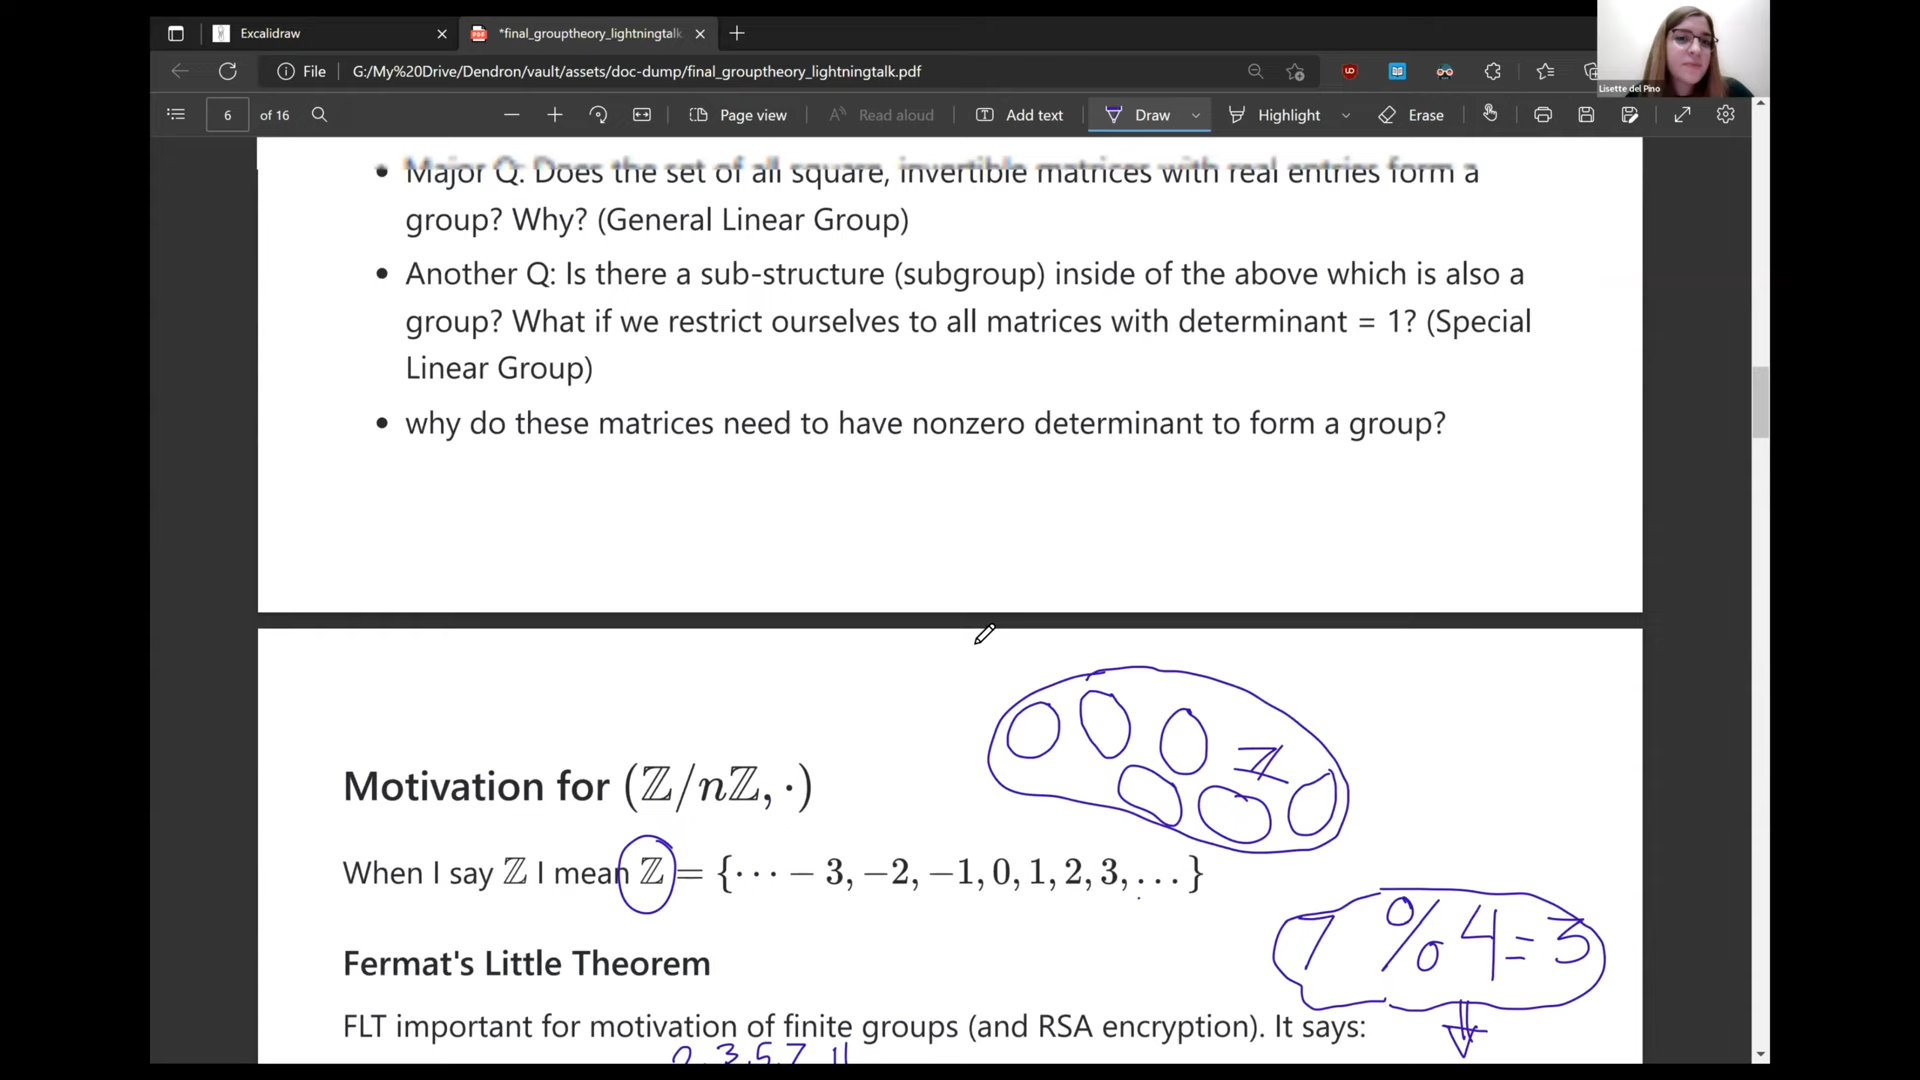 Excalidraw
*final_grouptheory_lightningtalk
File G:/My%20Drive/Dendron/vault/assets/doc-dump/final_grouptheory_lightningtalk.pdf
UD
Lisette del Pino
6 of 16
Page view
Read aloud
Add text
Draw
Highlight
Erase
• Major Q: Does the set of all square, invertible matrices with real entries form a
group? Why? (General Linear Group)
• Another Q: Is there a sub-structure (subgroup) inside of the above which is also a
group? What if we restrict ourselves to all matrices with determinant = 1? (Special
Linear Group)
• why do these matrices need to have nonzero determinant to form a group?
Motivation for (ℤ/nℤ, ·)
When I say ℤ I mean ℤ = {··· − 3, −2, −1, 0, 1, 2, 3, . . . }
7 % 4 = 3
Fermat's Little Theorem
FLT important for motivation of finite groups (and RSA encryption). It says: